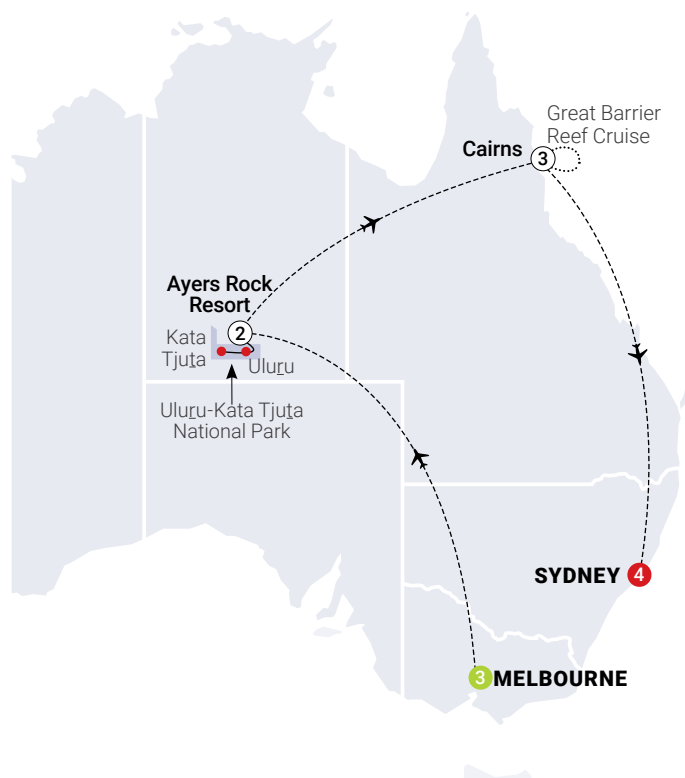 Great Barrier
Reef Cruise
Cairns
3
Ayers Rock
Resort
2
Kata
Tjuṯa
Uluṟu
Uluṟu-Kata Tjuṯa
National Park
SYDNEY
4
3
MELBOURNE